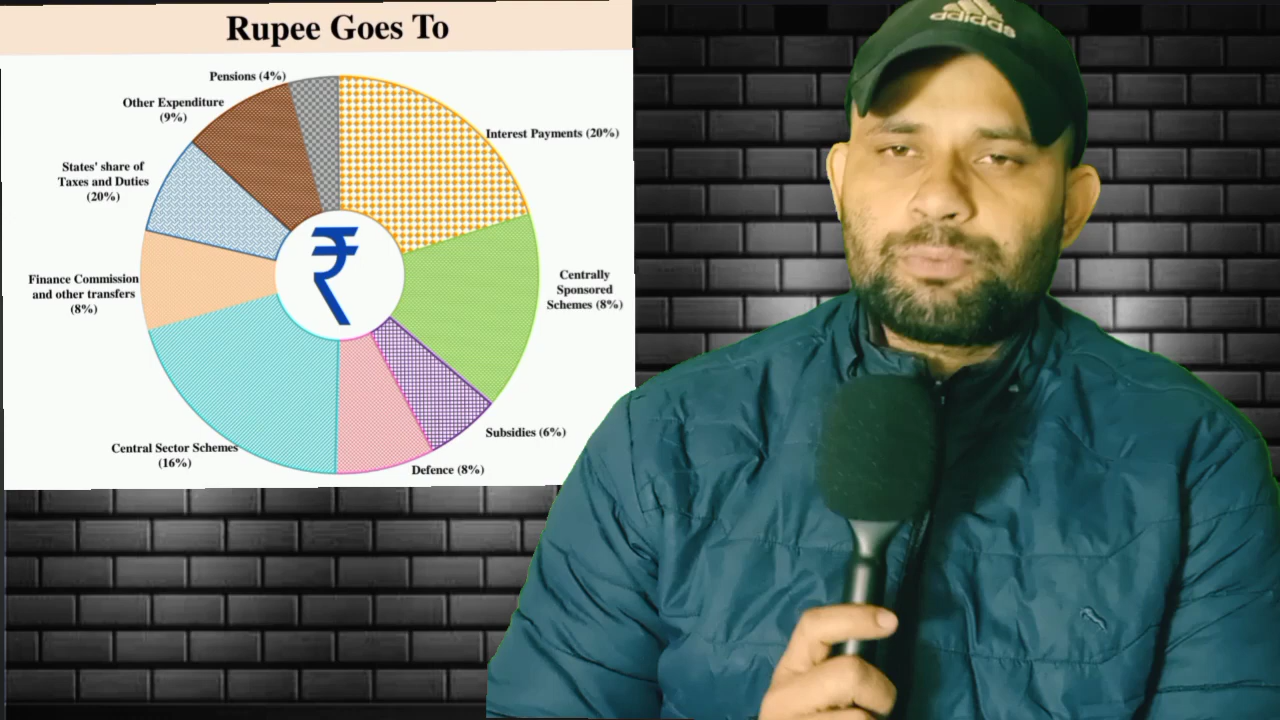 Rupee Goes To
Pensions (4%)
Other Expenditure
(9%)
Interest Payments (20%)
States' share of
Taxes and Duties
(20%)
Finance Commission
and other transfers
(8%)
Centrally
Sponsored
Schemes (8%)
Subsidies (6%)
Central Sector Schemes
(16%)
Defence (8%)
₹
adidas